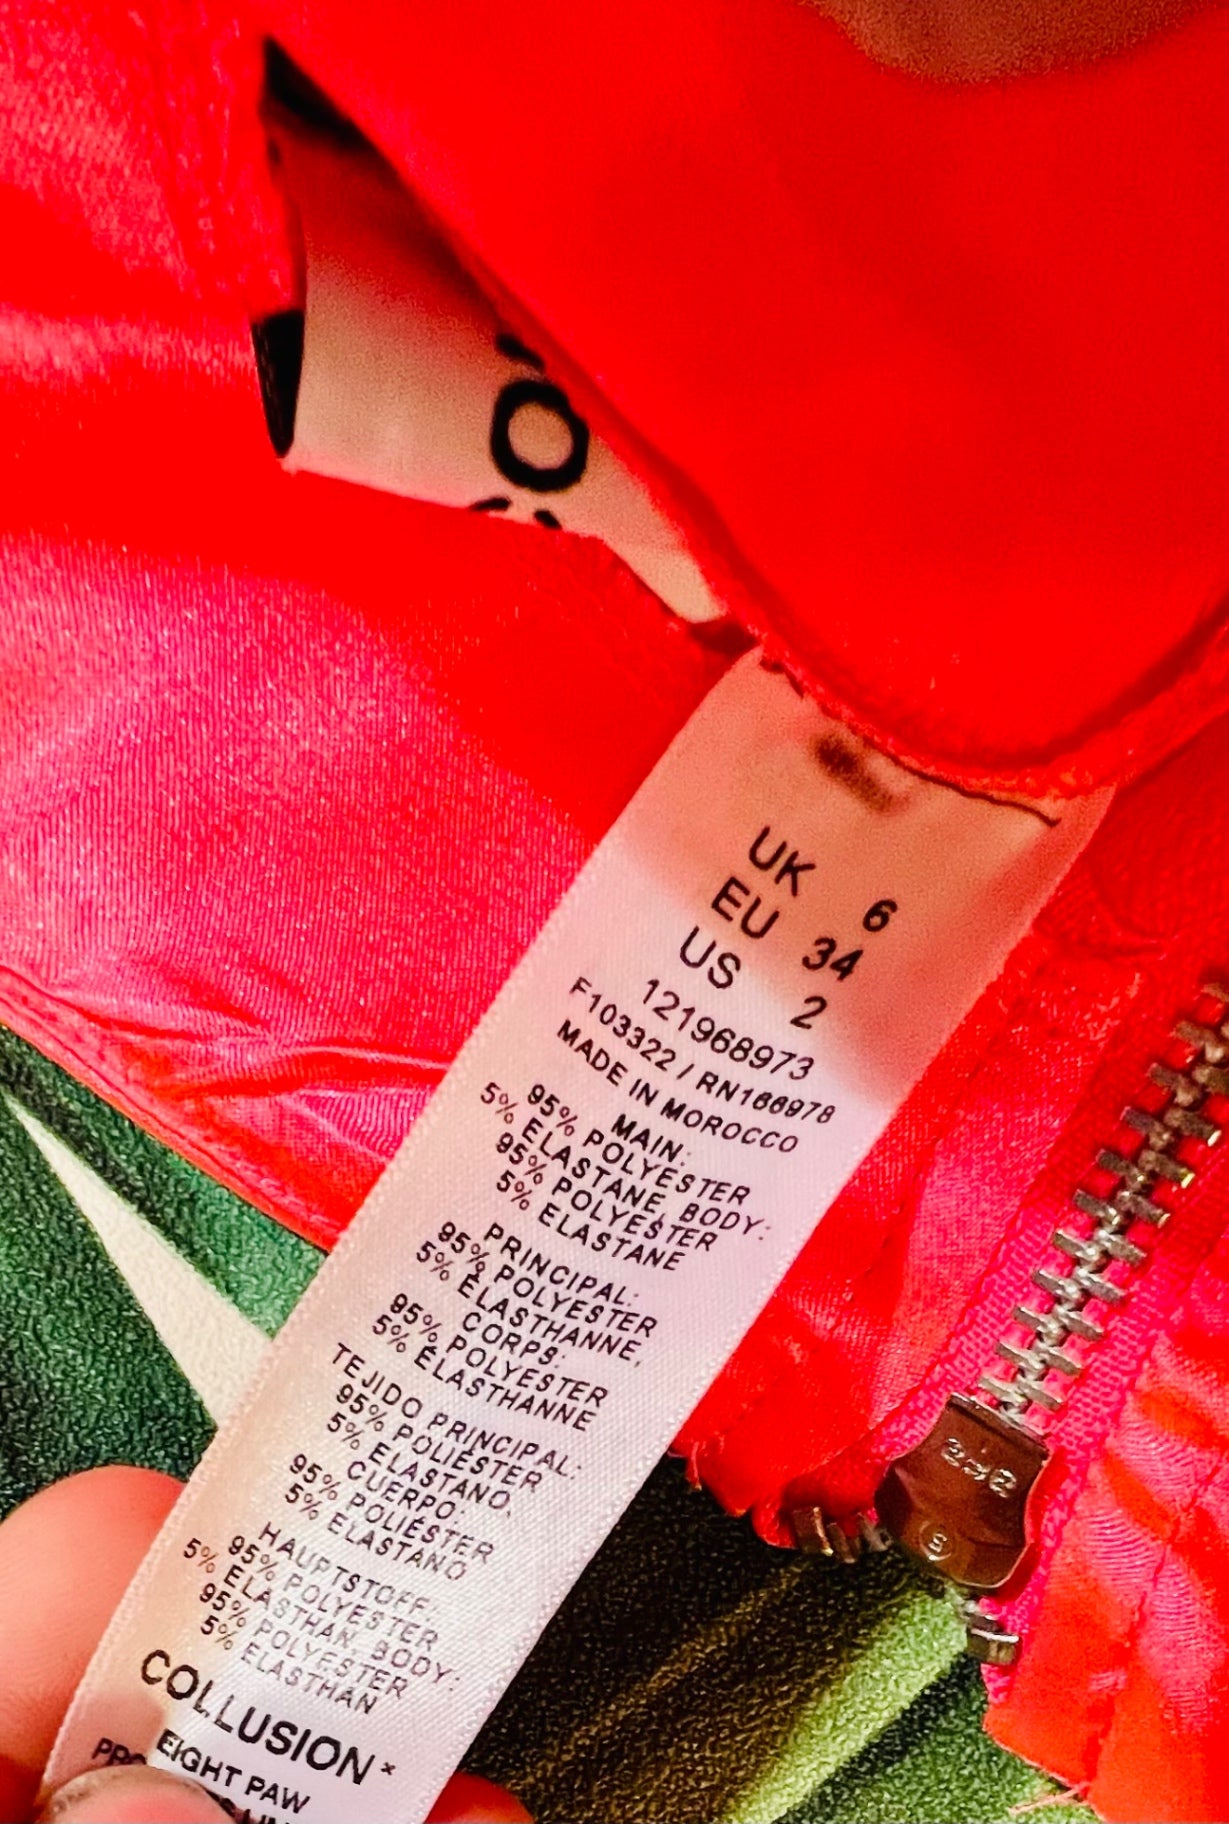 UK 6
EU 34
US 2
121968973
F103322 / RN166978
MADE IN MOROCCO
MAIN:
95% POLYESTER
5% ELASTANE, BODY:
95% POLYESTER
5% ELASTANE
PRINCIPAL:
95% POLYESTER
5% ÉLASTHANNE,
CORPS:
95% POLYESTER
5% ÉLASTHANNE
TEJIDO PRINCIPAL:
95% POLIÉSTER
5% ELASTANO,
CUERPO:
95% POLIÉSTER
5% ELASTANO
HAUPTSTOFF:
95% POLYESTER
5% ELASTHAN, BODY:
95% POLYESTER
5% ELASTHAN
COLLUSION×
EIGHT PAW